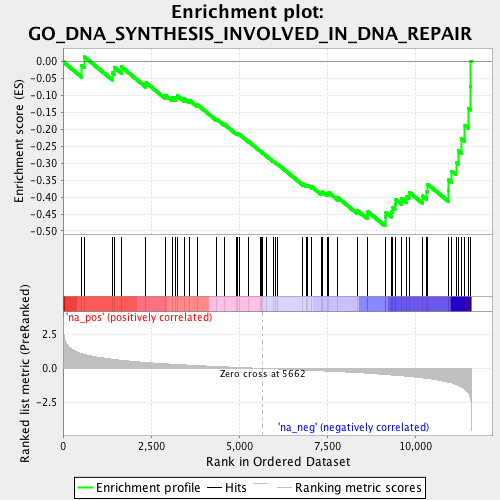 Enrichment plot:
GO_DNA_SYNTHESIS_INVOLVED_IN_DNA_REPAIR
Enrichment score (ES)
0.00
-0.05
-0.10
-0.15
-0.20
-0.25
-0.30
-0.35
-0.40
-0.45
-0.50
'na_pos' (positively correlated)
Ranked list metric (PreRanked)
2.5
0.0
-2.5
Zero cross at 5662
'na_neg' (negatively correlated)
0 2,500 5,000 7,500 10,000
Rank in Ordered Dataset
Enrichment profile Hits Ranking metric scores